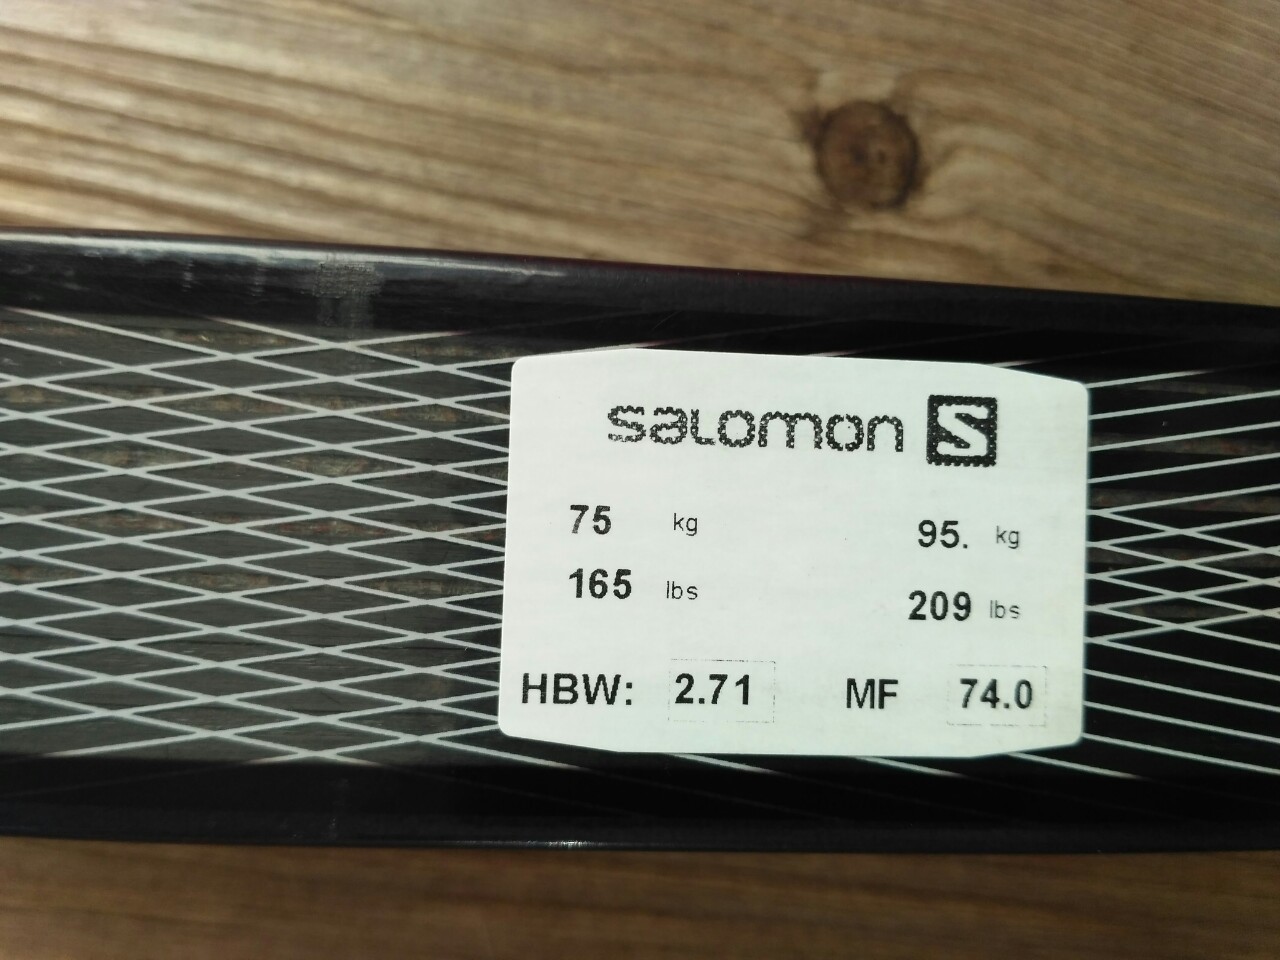 salomon S
75 kg 95. kg
165 lbs 209 lbs
HBW: 2.71 MF 74.0